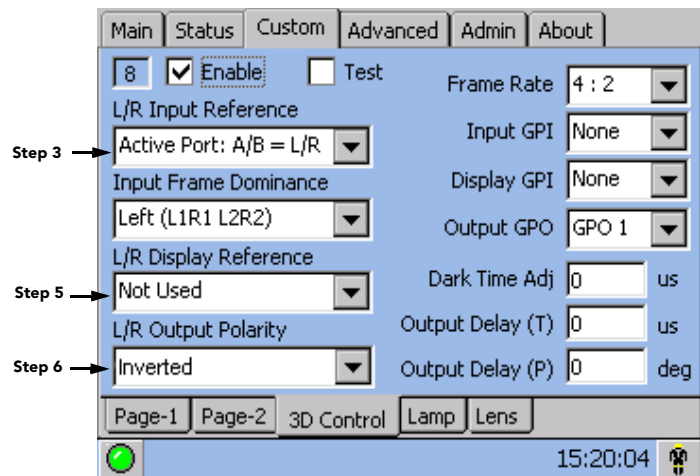 Main Status Custom Advanced Admin About
8 Enable Test
L/R Input Reference
Step 3 Active Port: A/B = L/R
Input Frame Dominance
Left (L1R1 L2R2)
L/R Display Reference
Step 5 Not Used
L/R Output Polarity
Step 6 Inverted
Frame Rate 4 : 2
Input GPI None
Display GPI None
Output GPO GPO 1
Dark Time Adj 0 us
Output Delay (T) 0 us
Output Delay (P) 0 deg
Page-1 Page-2 3D Control Lamp Lens
15:20:04